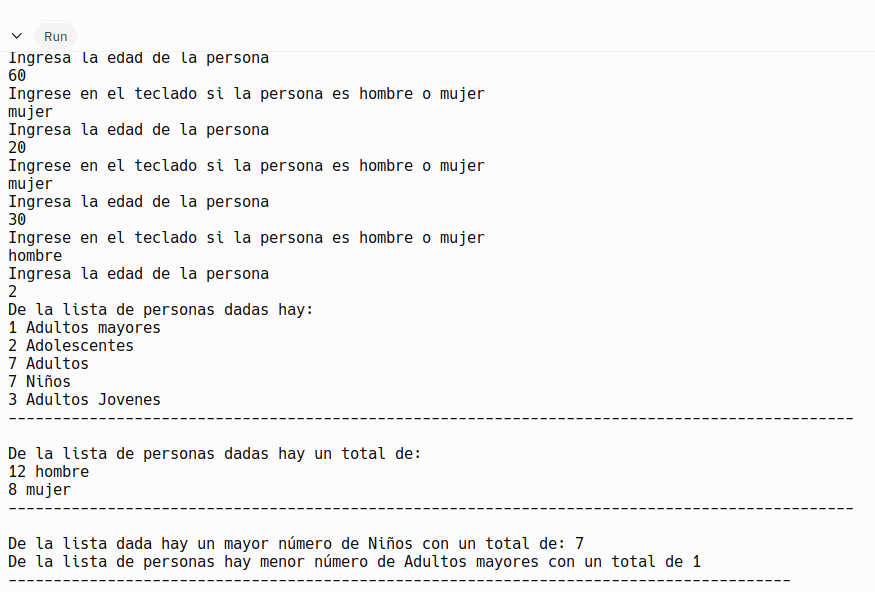 Run
Ingresa la edad de la persona
60
Ingrese en el teclado si la persona es hombre o mujer
mujer
Ingresa la edad de la persona
20
Ingrese en el teclado si la persona es hombre o mujer
mujer
Ingresa la edad de la persona
30
Ingrese en el teclado si la persona es hombre o mujer
hombre
Ingresa la edad de la persona
2
De la lista de personas dadas hay:
1 Adultos mayores
2 Adolescentes
7 Adultos
7 Niños
3 Adultos Jovenes
----------------------------------------------------------------------------------------------
De la lista de personas dadas hay un total de:
12 hombre
8 mujer
----------------------------------------------------------------------------------------------
De la lista dada hay un mayor número de Niños con un total de: 7
De la lista de personas hay menor número de Adultos mayores con un total de 1
---------------------------------------------------------------------------------------